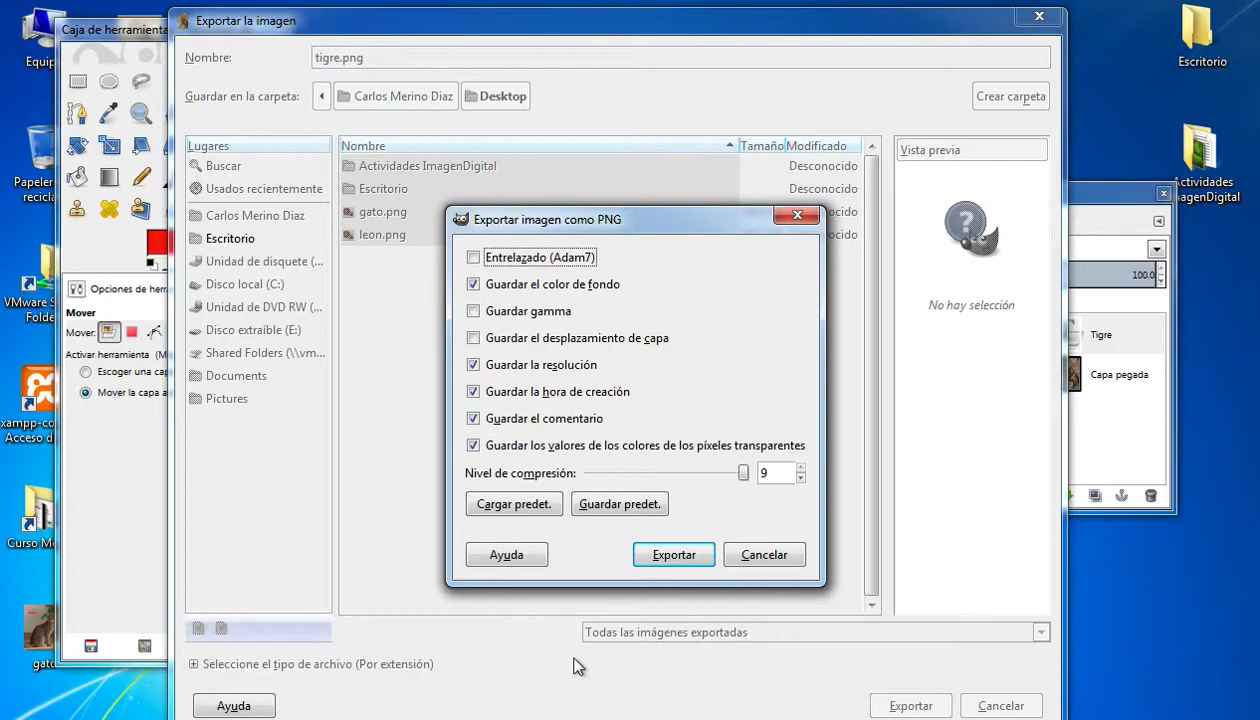 Equip
Caja de herramienta
Exportar la imagen
Escritorio
Nombre:
tigre.png
Guardar en la carpeta:
Carlos Merino Diaz
Desktop
Crear carpeta
Lugares
Nombre
Tamaño
Modificado
Vista previa
Buscar
Actividades ImagenDigital
Desconocido
Papeler
recicla
Usados recientemente
Escritorio
Desconocido
Actividades
magenDigital
Carlos Merino Diaz
gato.png
ocido
Exportar imagen como PNG
Escritorio
leon.png
ocido
Entrelazado (Adam7)
Unidad de disquete (...
Guardar el color de fondo
100.0
Disco local (C:)
Opciones de herr
VMware S
Folde
Unidad de DVD RW (...
Guardar gamma
No hay selección
Mover
Mover:
Disco extraíble (E:)
Guardar el desplazamiento de capa
Tigre
Activar herramienta (M
Shared Folders (\\vm...
Guardar la resolución
Escoger una cap
Documents
Capa pegada
Mover la capa a
Guardar la hora de creación
Pictures
Guardar el comentario
xampp-co
Acceso d
Guardar los valores de los colores de los píxeles transparentes
Nivel de compresión:
9
Cargar predet.
Guardar predet.
Curso Mo
Ayuda
Exportar
Cancelar
Todas las imágenes exportadas
gato
Seleccione el tipo de archivo (Por extensión)
Ayuda
Exportar
Cancelar